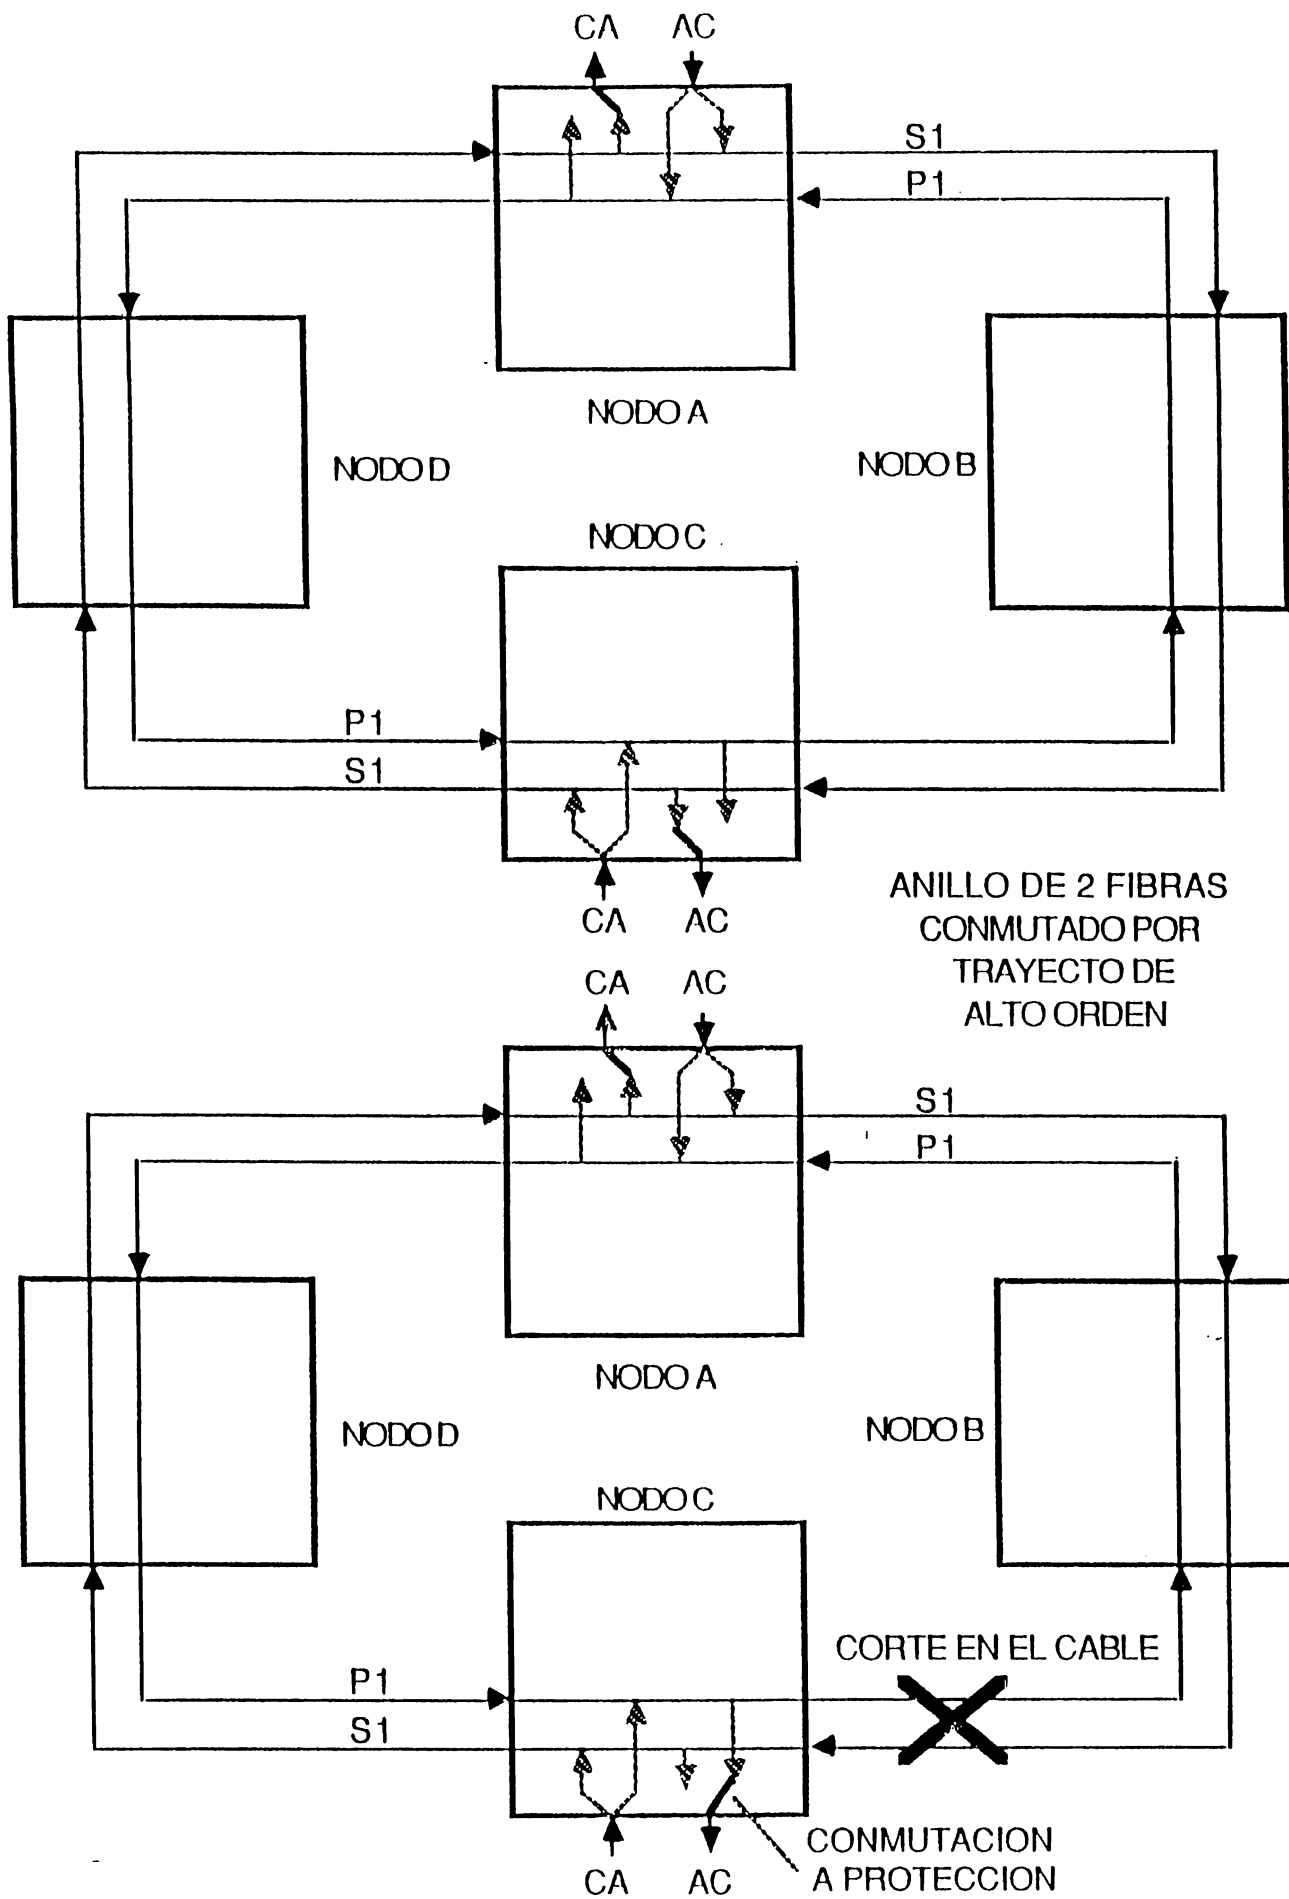 CA AC
S1
P1
NODO A
NODO D
NODO B
NODO C
P1
S1
CA AC
ANILLO DE 2 FIBRAS
CONMUTADO POR
TRAYECTO DE
ALTO ORDEN
CA AC
S1
P1
NODO A
NODO D
NODO B
NODO C
CORTE EN EL CABLE
P1
S1
CONMUTACION
A PROTECCION
CA AC